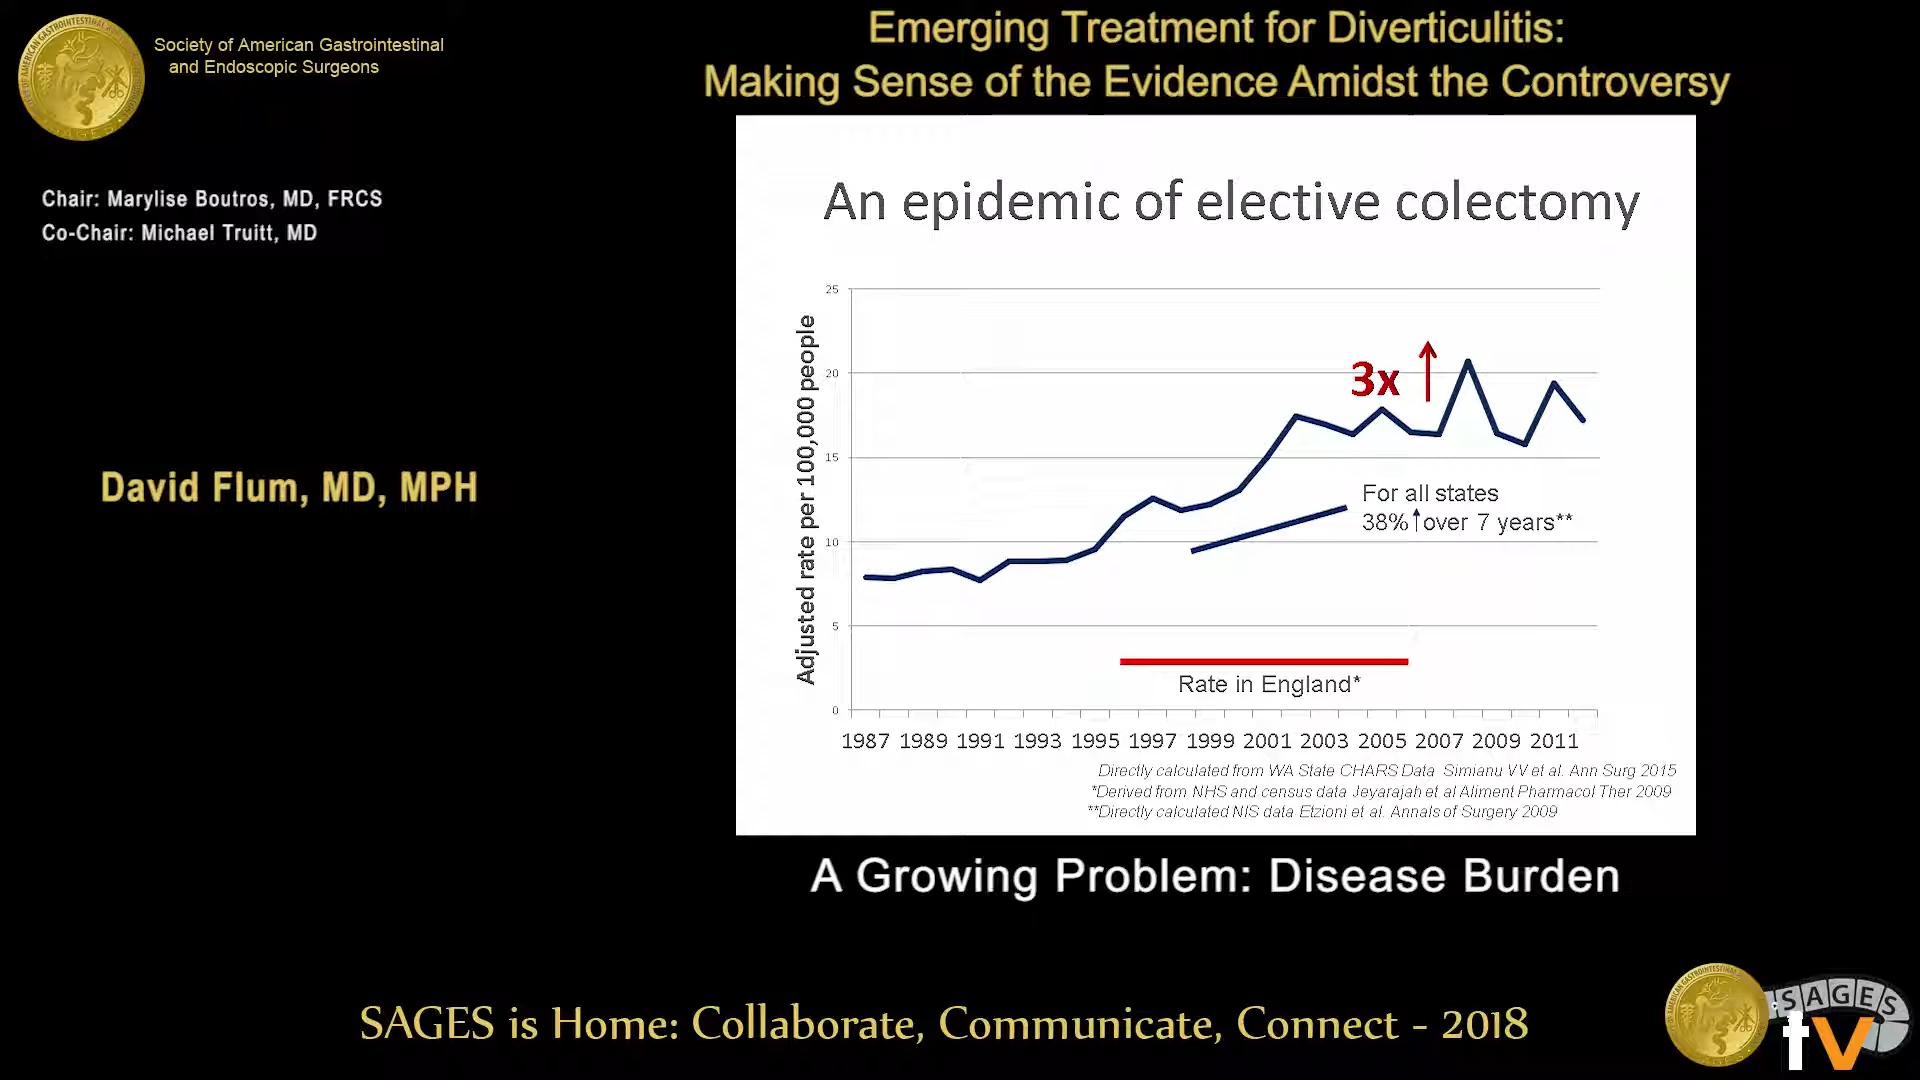 Society of American Gastrointestinal
and Endoscopic Surgeons
Emerging Treatment for Diverticulitis:
Making Sense of the Evidence Amidst the Controversy
Chair: Marylise Boutros, MD, FRCS
Co-Chair: Michael Truitt, MD
David Flum, MD, MPH
An epidemic of elective colectomy
Adjusted rate per 100,000 people
25
20
15
10
5
0
3x
For all states
38%↑over 7 years**
Rate in England*
1987 1989 1991 1993 1995 1997 1999 2001 2003 2005 2007 2009 2011
Directly calculated from WA State CHARS Data Simianu VV et al. Ann Surg 2015
*Derived from NHS and census data Jeyarajah et al Aliment Pharmacol Ther 2009
**Directly calculated NIS data Etzioni et al. Annals of Surgery 2009
A Growing Problem: Disease Burden
SAGES is Home: Collaborate, Communicate, Connect - 2018
SAGES
tv